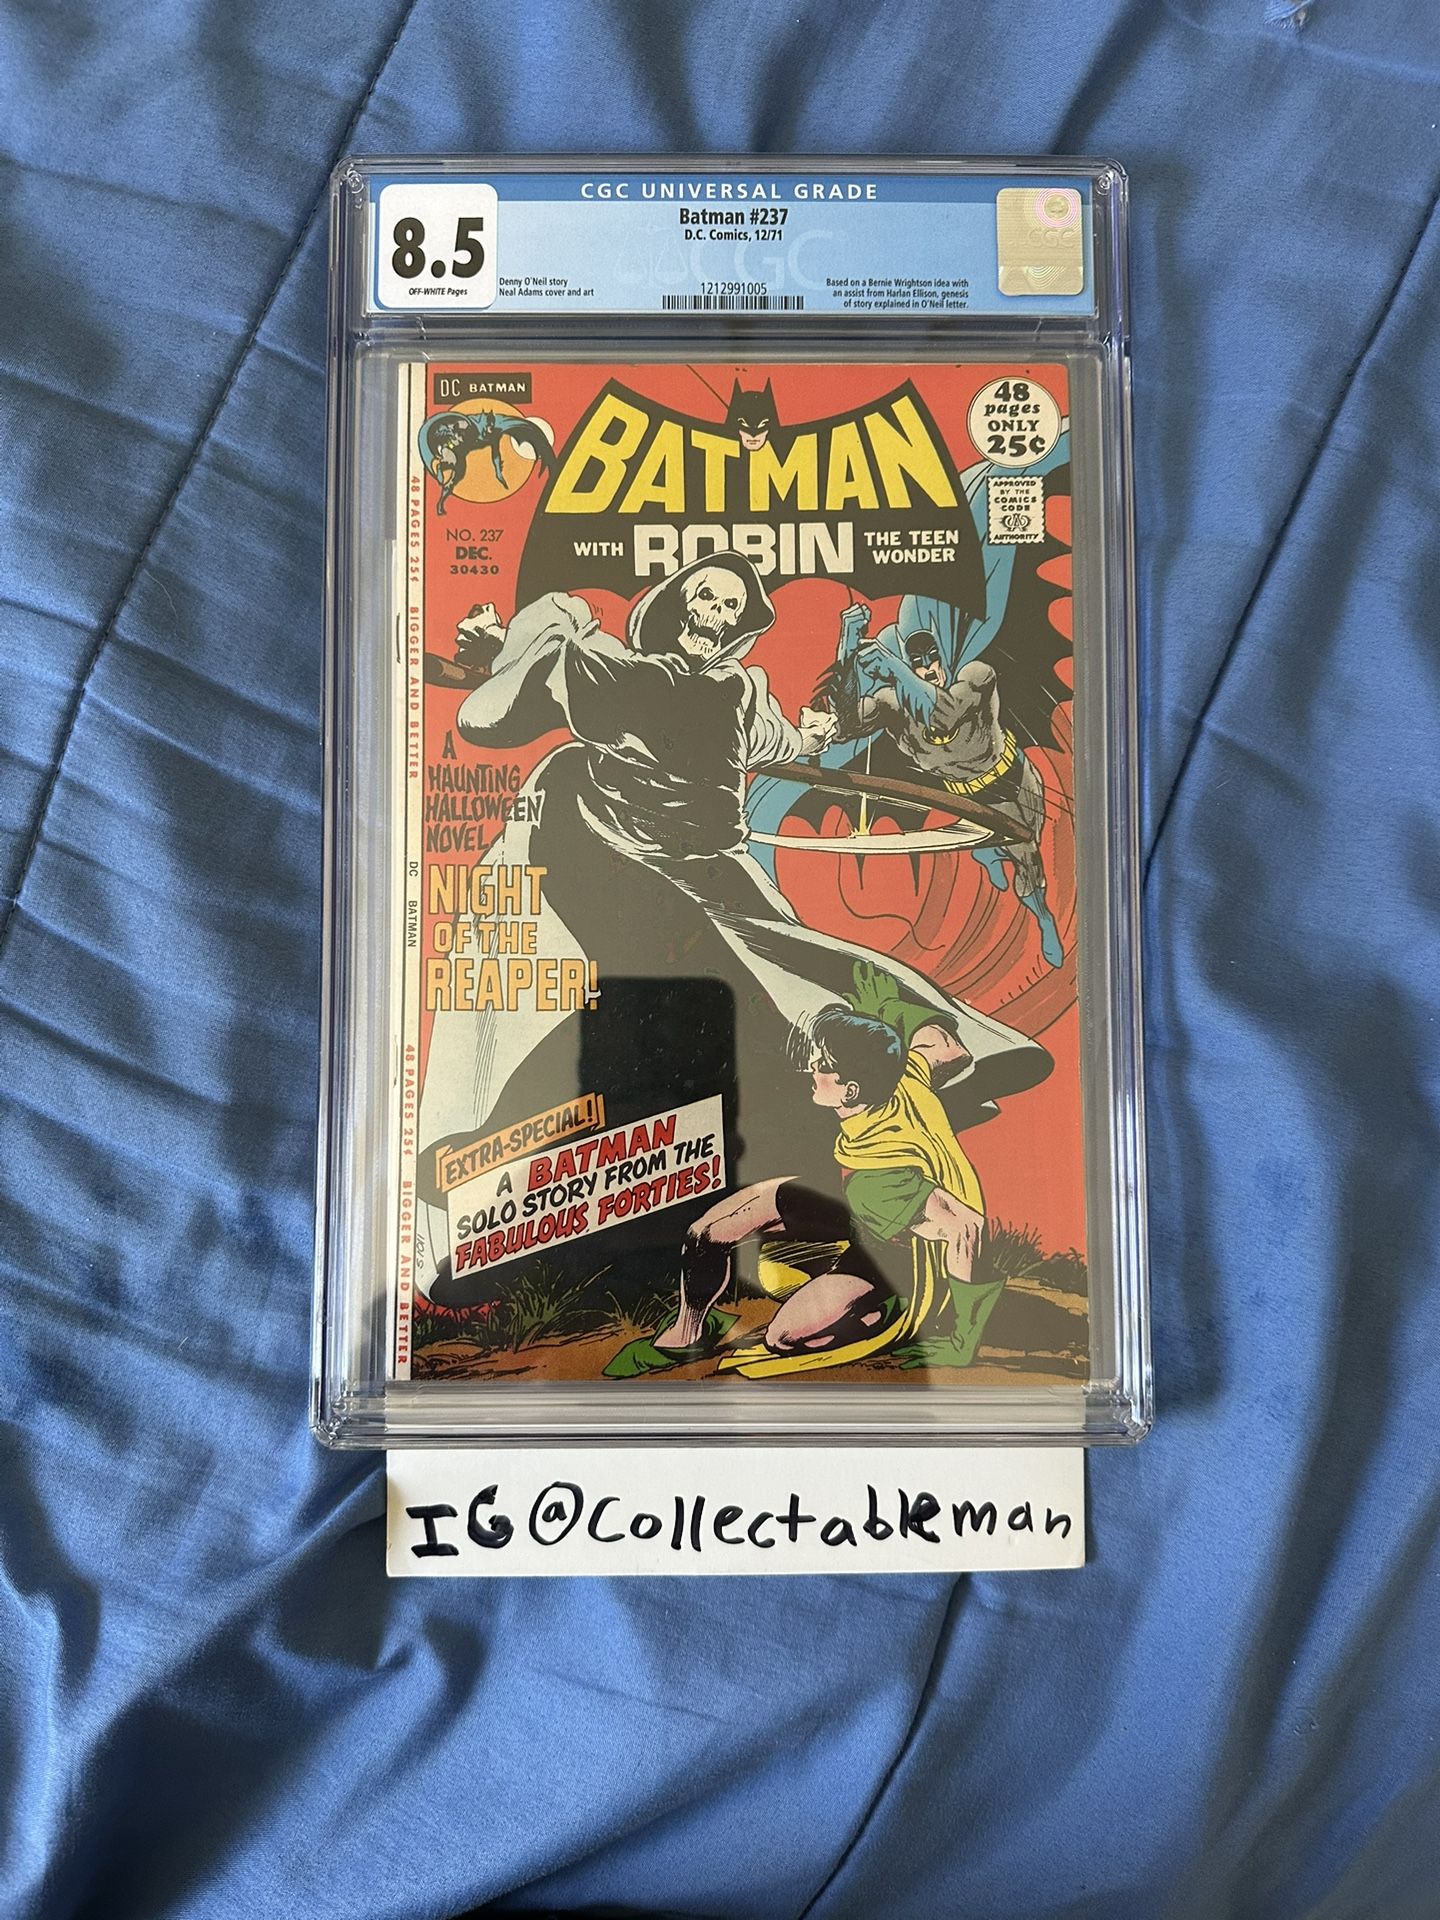 CGC UNIVERSAL GRADE
8.5
OFF-WHITE Pages
Batman #237
D.C. Comics, 12/71
Denny O'Neil story
Neal Adams cover and art
1212991005
Based on a Bernie Wrightson idea with
an assist from Harlan Ellison, genesis
of story explained in O'Neil letter.
CGC
CGC
DC BATMAN
BATMAN
WITH ROBIN THE TEEN
WONDER
48
pages
ONLY
25¢
APPROVED
BY THE
COMICS
CODE
AUTHORITY
NO. 237
DEC.
30430
48 PAGES 25¢ BIGGER AND BETTER
DC BATMAN
48 PAGES 25¢ BIGGER AND BETTER
A
HAUNTING
HALLOWEEN
NOVEL
NIGHT
OF THE
REAPER!
EXTRA-SPECIAL!
A BATMAN
SOLO STORY FROM THE
FABULOUS FORTIES!
IG @Collectableman